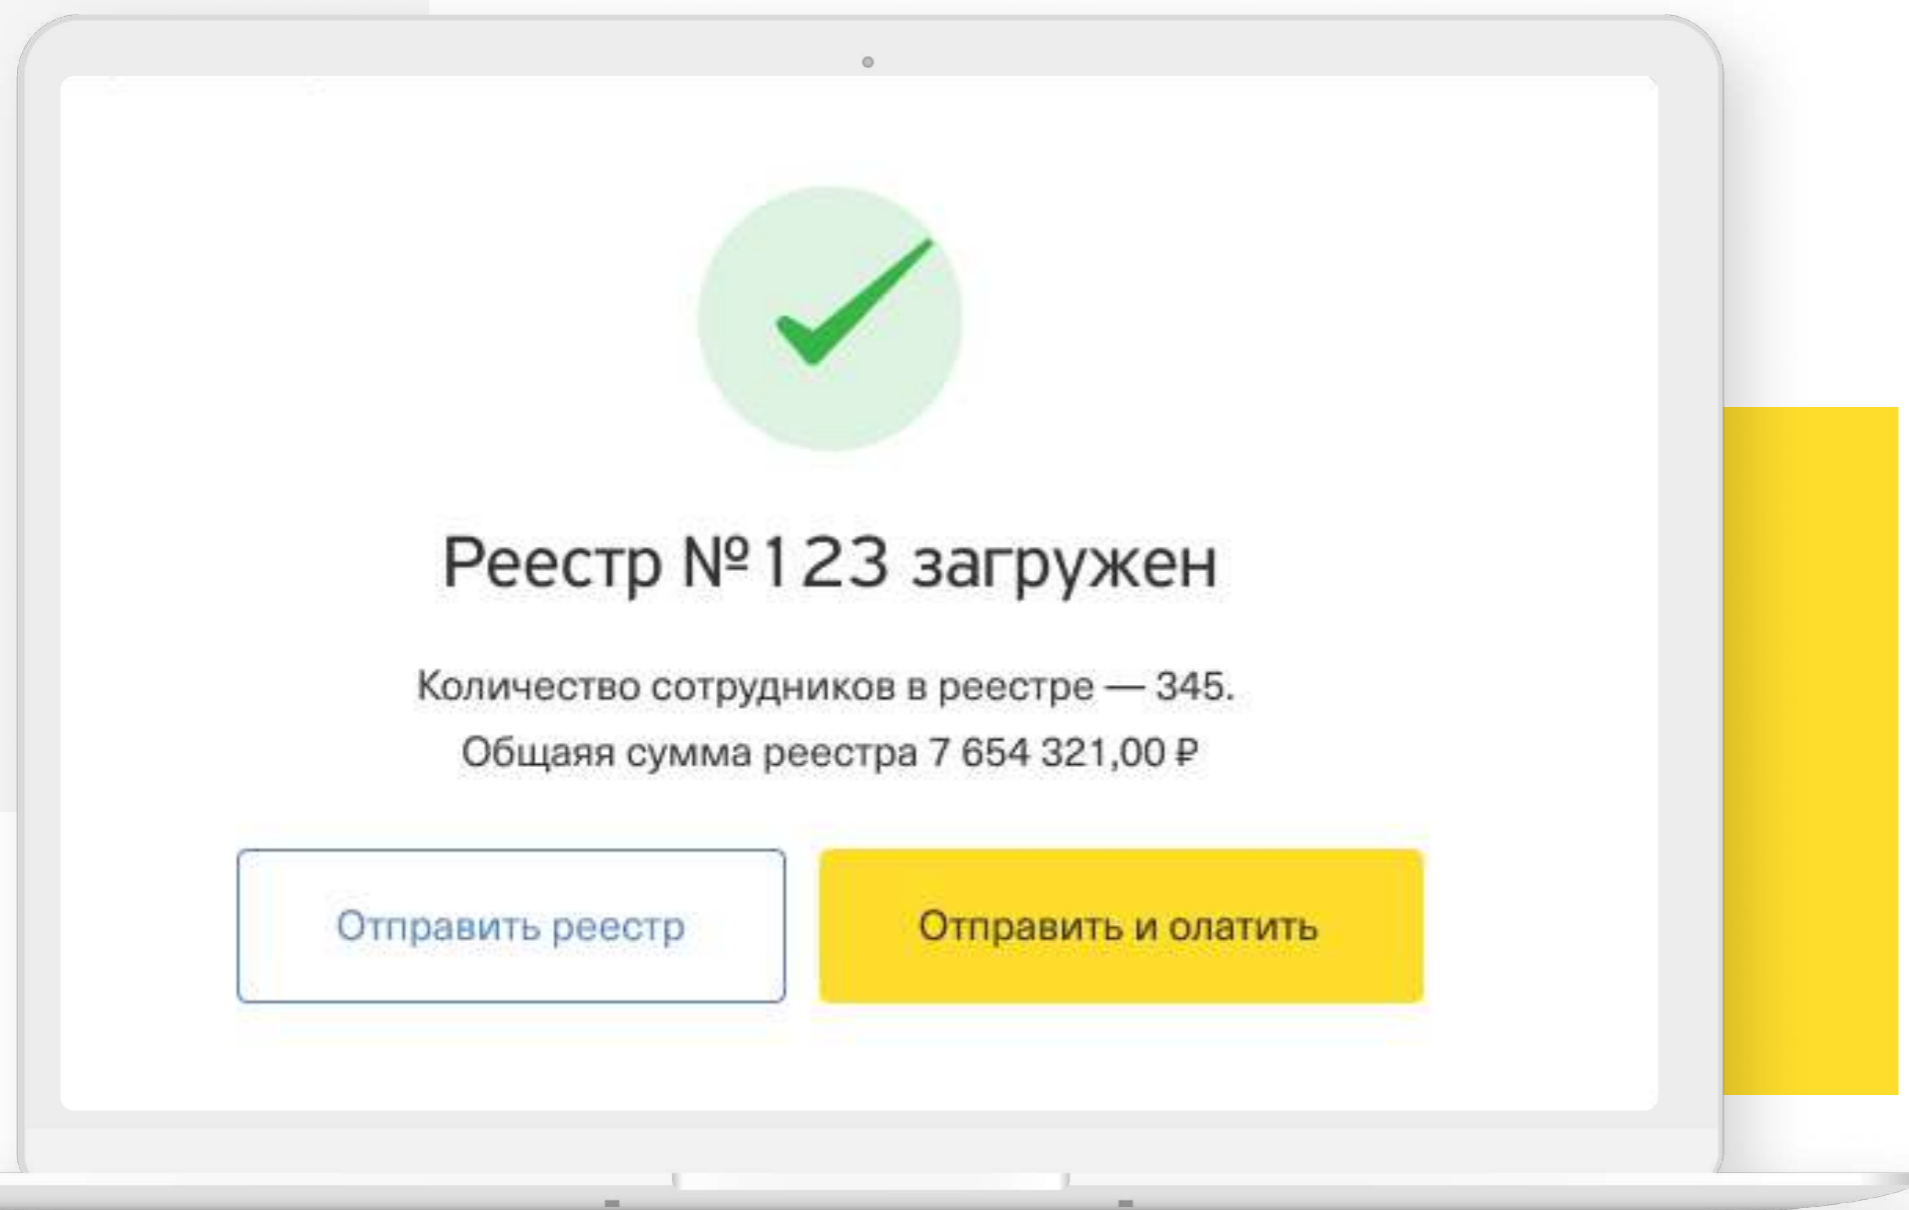 Реестр №123 загружен
Количество сотрудников в реестре — 345.
Общаяя сумма реестра 7 654 321,00 ₽
Отправить реестр
Отправить и олатить